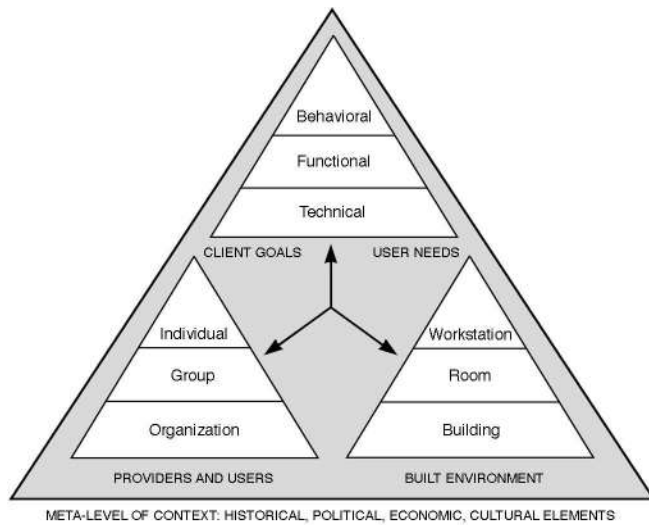 Behavioral
Functional
Technical
CLIENT GOALS USER NEEDS
Individual
Group
Organization
Workstation
Room
Building
PROVIDERS AND USERS
BUILT ENVIRONMENT
META-LEVEL OF CONTEXT: HISTORICAL, POLITICAL, ECONOMIC, CULTURAL ELEMENTS